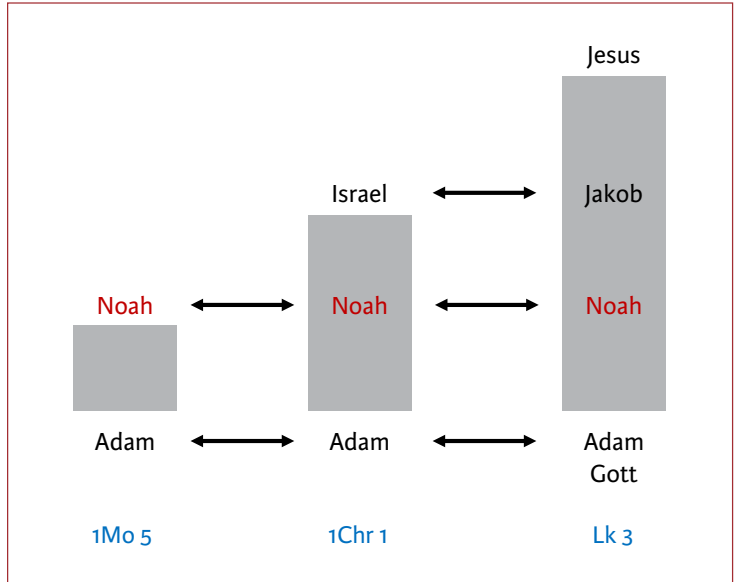 Jesus
Israel Jakob
Noah Noah Noah
Adam Adam Adam
Gott
1Mo 5 1Chr 1 Lk 3